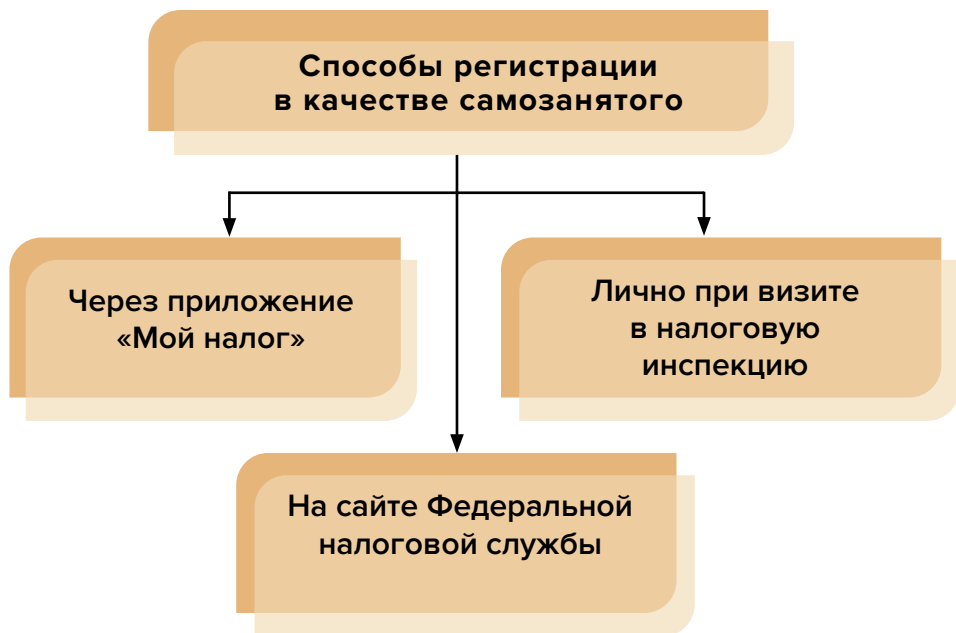 Способы регистрации
в качестве самозанятого
Через приложение
«Мой налог»
Лично при визите
в налоговую
инспекцию
На сайте Федеральной
налоговой службы